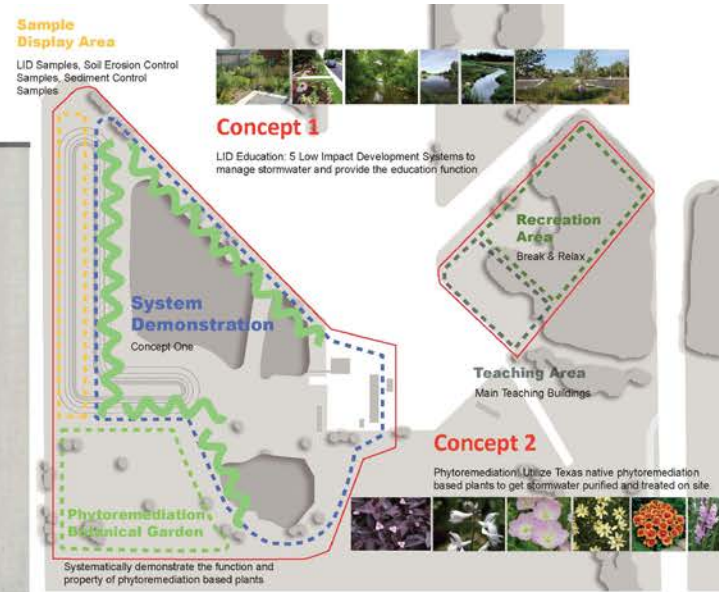 Sample
Display Area
LID Samples, Soil Erosion Control
Samples, Sediment Control
Samples
Concept 1
LID Education: 5 Low Impact Development Systems to
manage stormwater and provide the education function
Recreation
Area
Break & Relax
System
Demonstration
Concept One
Teaching Area
Main Teaching Buildings
Concept 2
Phytoremediation: Utilize Texas native phytoremediation
based plants to get stormwater purified and treated on site
Phytoremediation
Botanical Garden
Systematically demonstrate the function and
property of phytoremediation based plants